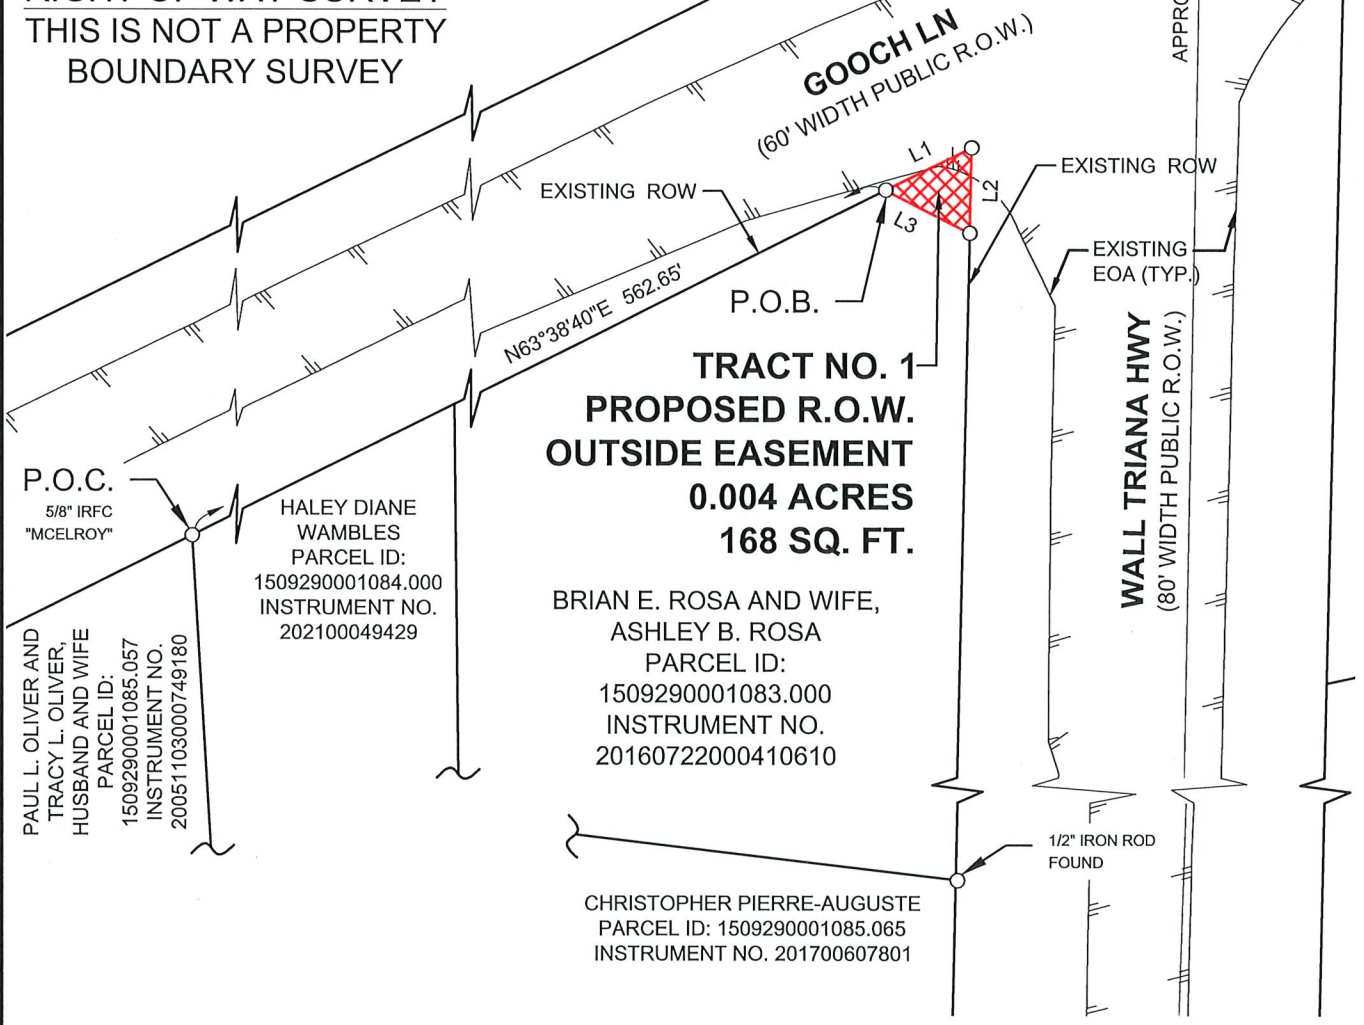 RIGHT-OF-WAY SURVEY
THIS IS NOT A PROPERTY
BOUNDARY SURVEY
GOOCH LN
(60' WIDTH PUBLIC R.O.W.)
L1
L2
L3
EXISTING ROW
EXISTING ROW
EXISTING
EOA (TYP.)
N63°38'40"E 562.65'
P.O.B.
TRACT NO. 1
PROPOSED R.O.W.
OUTSIDE EASEMENT
0.004 ACRES
168 SQ. FT.
WALL TRIANA HWY
(80' WIDTH PUBLIC R.O.W.)
P.O.C.
5/8" IRFC
"MCELROY"
HALEY DIANE
WAMBLES
PARCEL ID:
1509290001084.000
INSTRUMENT NO.
202100049429
BRIAN E. ROSA AND WIFE,
ASHLEY B. ROSA
PARCEL ID:
1509290001083.000
INSTRUMENT NO.
20160722000410610
PAUL L. OLIVER AND
TRACY L. OLIVER,
HUSBAND AND WIFE
PARCEL ID:
1509290001085.057
INSTRUMENT NO.
20051103000749180
1/2" IRON ROD
FOUND
CHRISTOPHER PIERRE-AUGUSTE
PARCEL ID: 1509290001085.065
INSTRUMENT NO. 201700607801